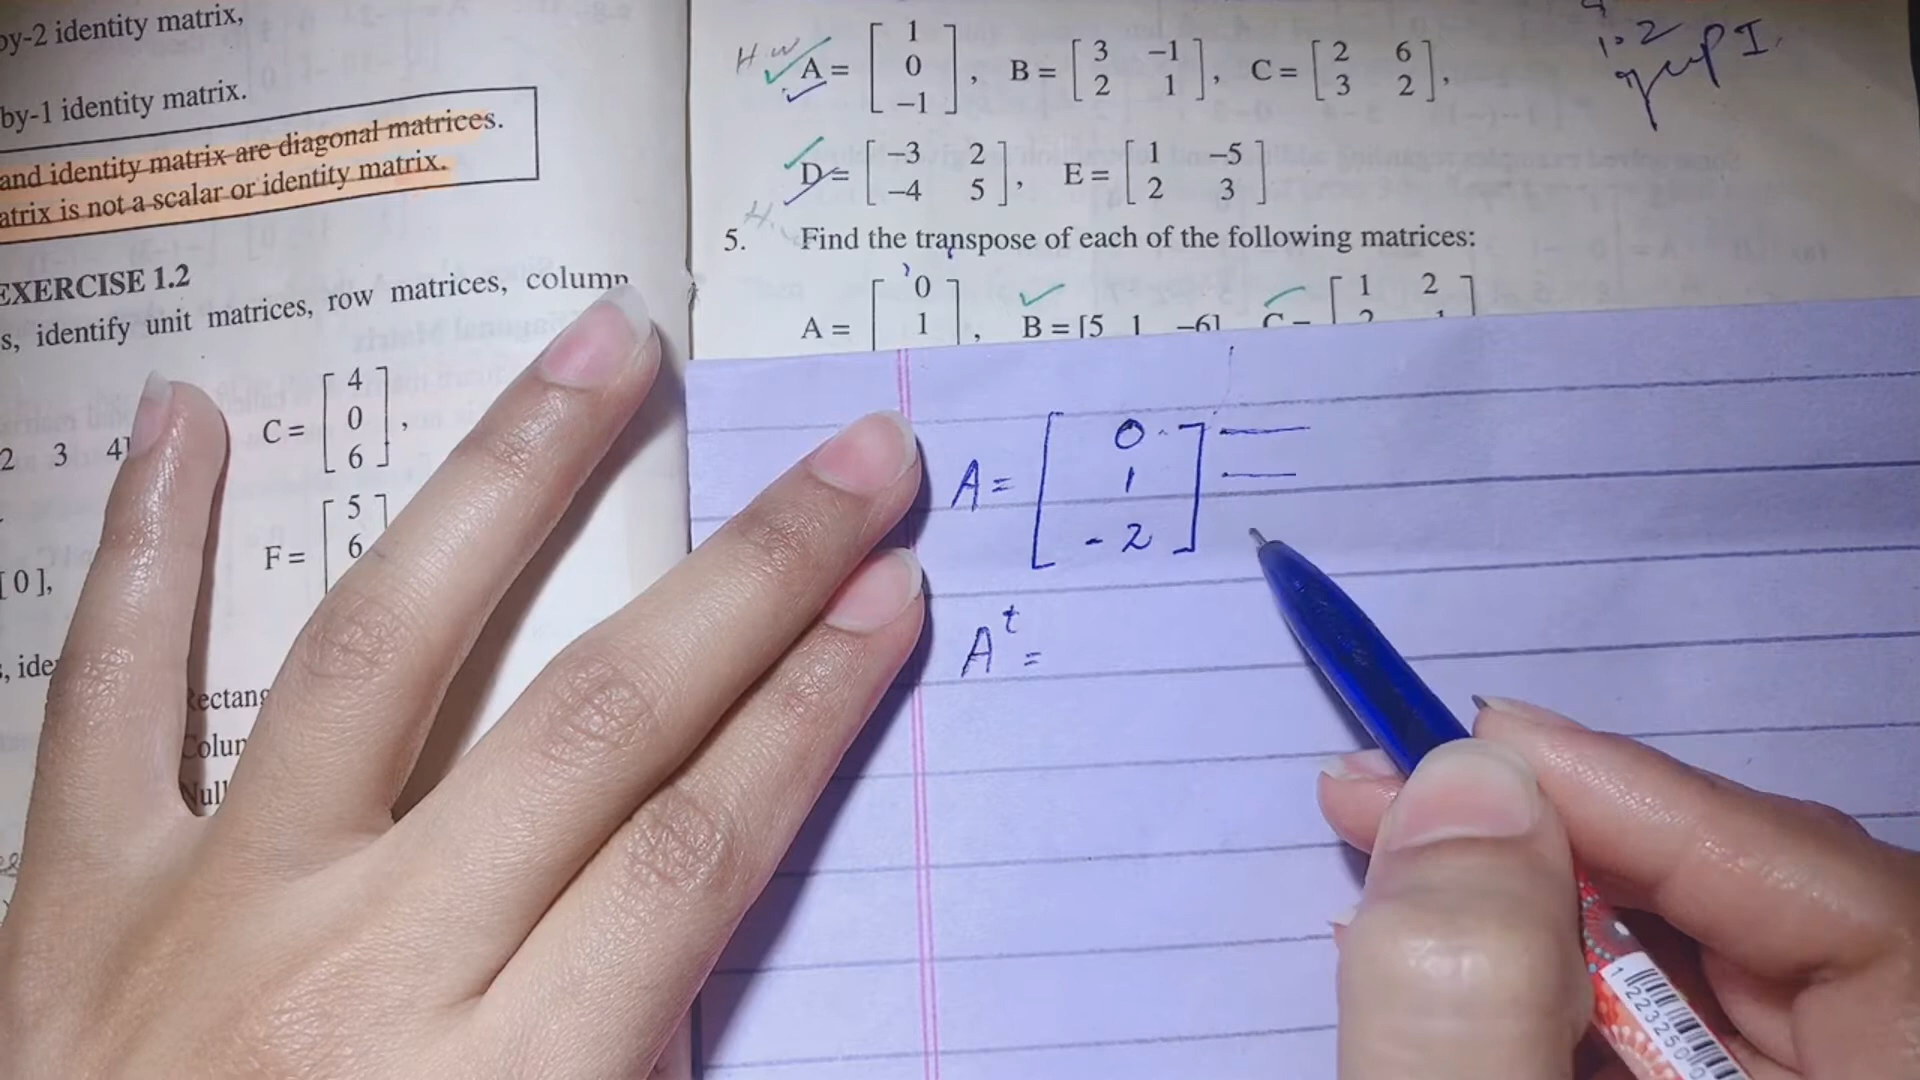 by-2 identity matrix,
by-1 identity matrix.
and identity matrix are diagonal matrices.
atrix is not a scalar or identity matrix.
EXERCISE 1.2
s, identify unit matrices, row matrices, column
2 3 4]
C = [4
0
6],
[0],
F = [5
6
, ide
Rectang
Colum
Null
H.W
A = [1
0
-1], B = [3 -1
2 1], C = [2 6
3 2],
D = [-3 2
-4 5], E = [1 -5
2 3]
5. Find the transpose of each of the following matrices:
A = [0
1 , B = [5 1 -6] C = [1 2
1.2
A = [0
1
-2]
Aᵗ =
1223250